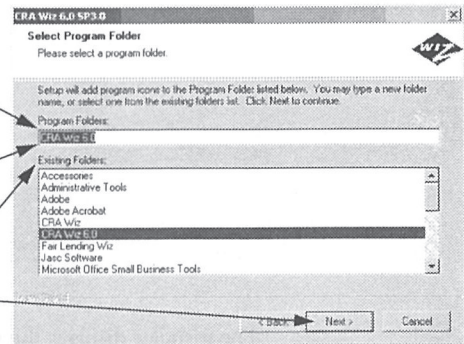 CRA Wiz 6.0 SP3.0
Select Program Folder
Please select a program folder.
WIZ
Setup will add program icons to the Program Folder listed below. You may type a new folder
name, or select one from the existing folders list. Click Next to continue.
Program Folders:
CRA Wiz 6.0
Existing Folders:
Accessories
Administrative Tools
Adobe
Adobe Acrobat
CRA Wiz
CRA Wiz 6.0
Fair Lending Wiz
Jasc Software
Microsoft Office Small Business Tools
< Back
Next >
Cancel